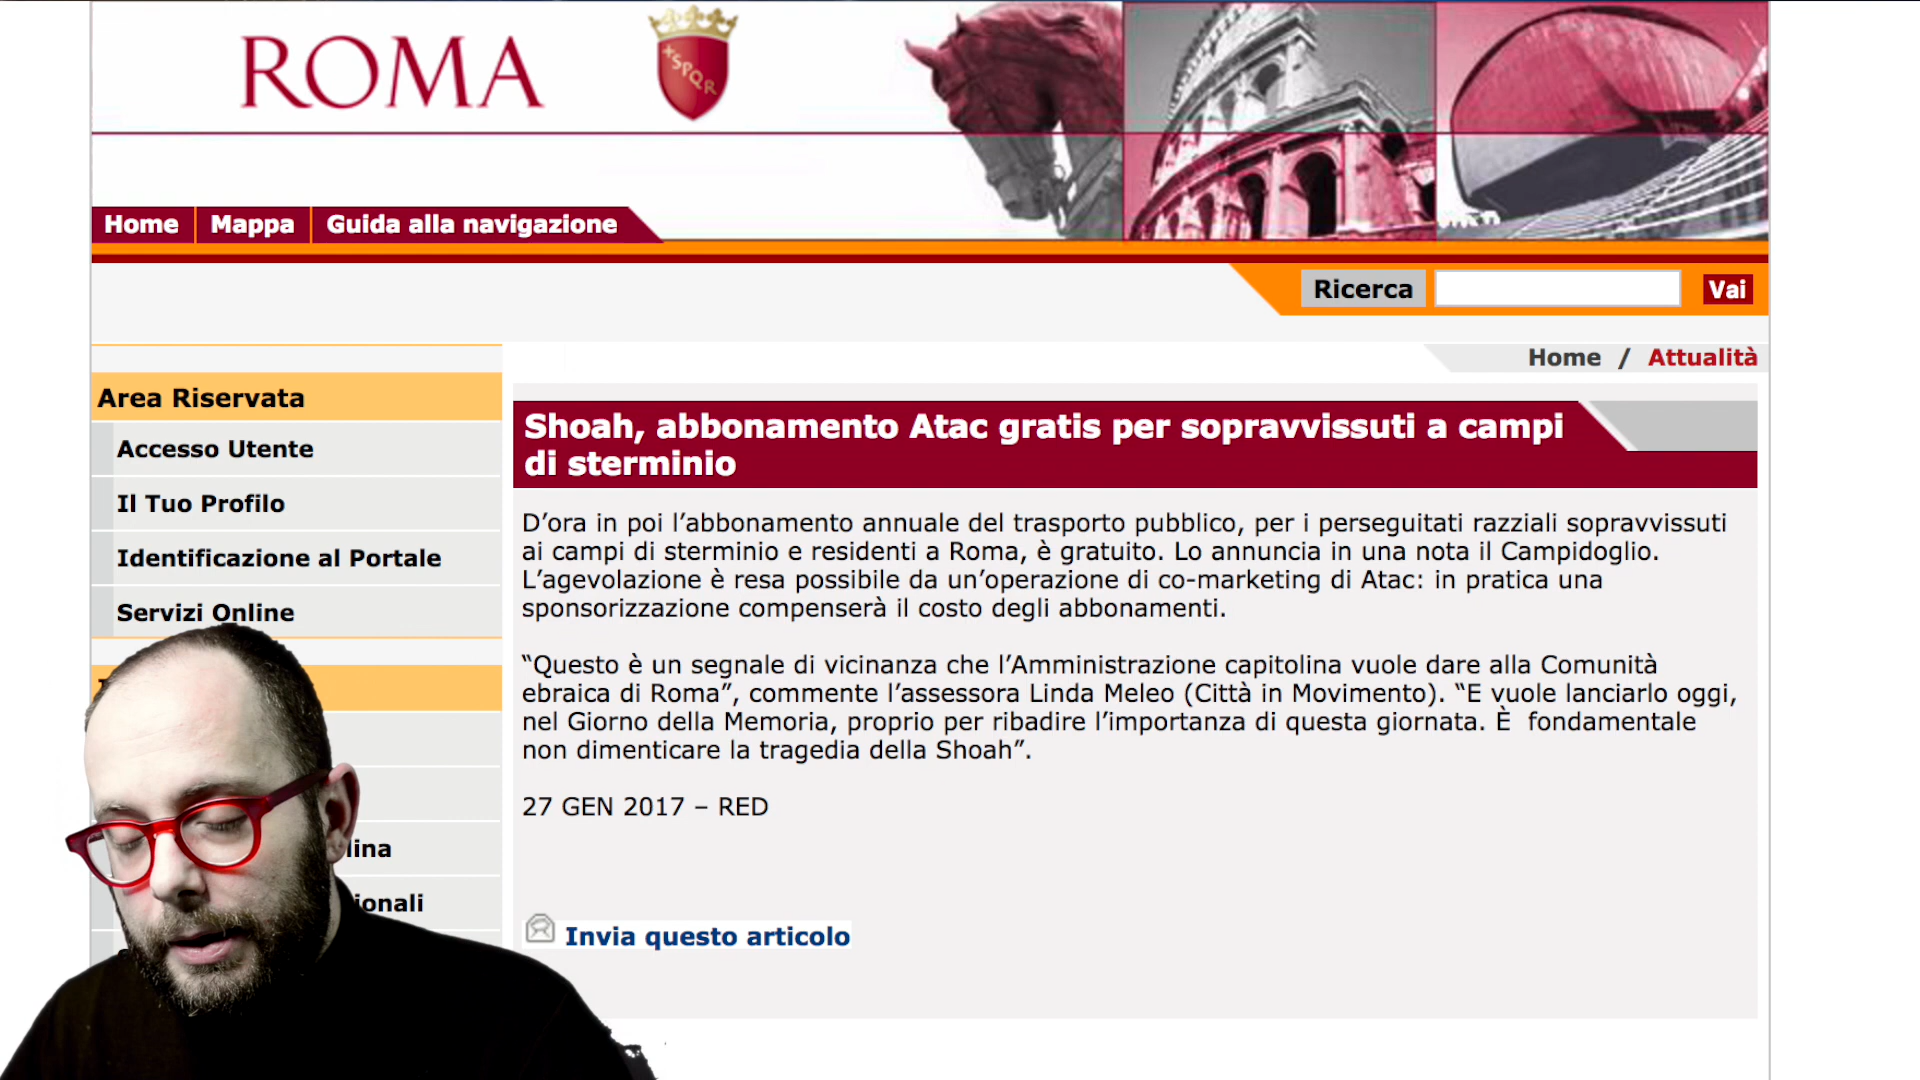 ROMA
SPQR
Home
Mappa
Guida alla navigazione
Ricerca
Vai
Home / Attualità
Area Riservata
Accesso Utente
Il Tuo Profilo
Identificazione al Portale
Servizi Online
lina
ionali
Shoah, abbonamento Atac gratis per sopravvissuti a campi
di sterminio
D’ora in poi l’abbonamento annuale del trasporto pubblico, per i perseguitati razziali sopravvissuti
ai campi di sterminio e residenti a Roma, è gratuito. Lo annuncia in una nota il Campidoglio.
L’agevolazione è resa possibile da un’operazione di co-marketing di Atac: in pratica una
sponsorizzazione compenserà il costo degli abbonamenti.
“Questo è un segnale di vicinanza che l’Amministrazione capitolina vuole dare alla Comunità
ebraica di Roma”, commente l’assessora Linda Meleo (Città in Movimento). “E vuole lanciarlo oggi,
nel Giorno della Memoria, proprio per ribadire l’importanza di questa giornata. È  fondamentale
non dimenticare la tragedia della Shoah”.
27 GEN 2017 – RED
Invia questo articolo